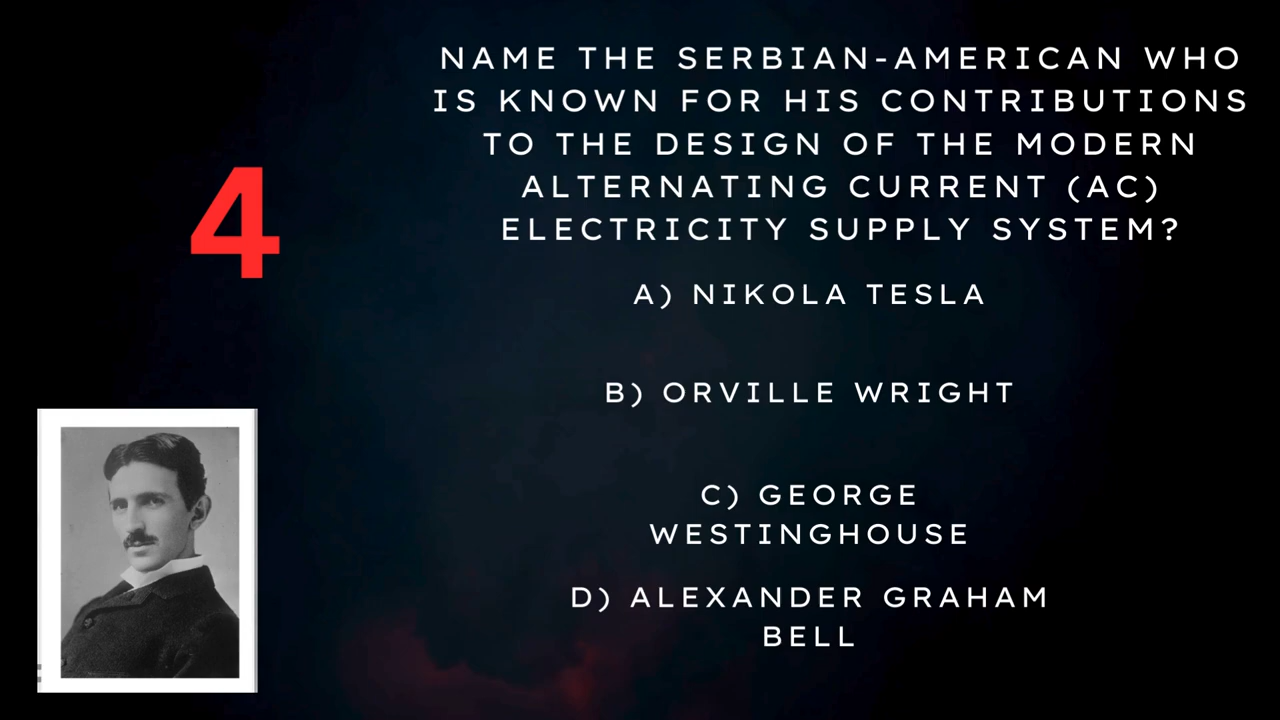 4
NAME THE SERBIAN-AMERICAN WHO
IS KNOWN FOR HIS CONTRIBUTIONS
TO THE DESIGN OF THE MODERN
ALTERNATING CURRENT (AC)
ELECTRICITY SUPPLY SYSTEM?
A) NIKOLA TESLA
B) ORVILLE WRIGHT
C) GEORGE
WESTINGHOUSE
D) ALEXANDER GRAHAM
BELL